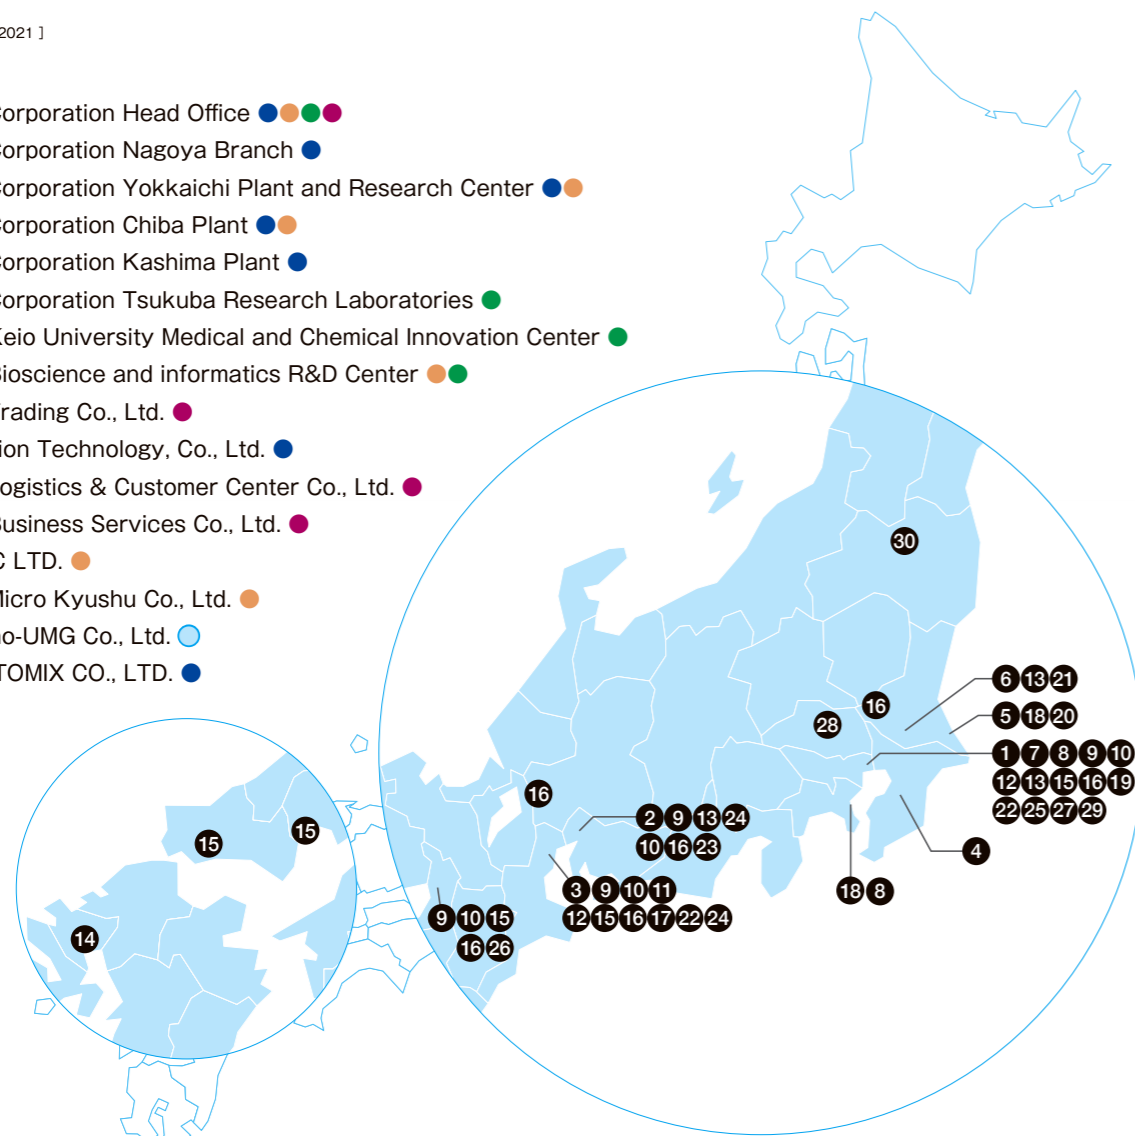 2021 ]
orporation Head Office
orporation Nagoya Branch
orporation Yokkaichi Plant and Research Center
orporation Chiba Plant
orporation Kashima Plant
orporation Tsukuba Research Laboratories
Keio University Medical and Chemical Innovation Center
Bioscience and informatics R&D Center
rading Co., Ltd.
ion Technology, Co., Ltd.
ogistics & Customer Center Co., Ltd.
Business Services Co., Ltd.
C LTD.
Micro Kyushu Co., Ltd.
no-UMG Co., Ltd.
TOMIX CO., LTD.
30
6 13 21
16
5 18 20
28
1 7 8 9 10
12 13 15 16 19
22 25 27 29
16
2 9 13 24
10 16 23
15
15
4
3 9 10 11
12 15 16 17 22 24
18 8
9 10 15
16 26
14